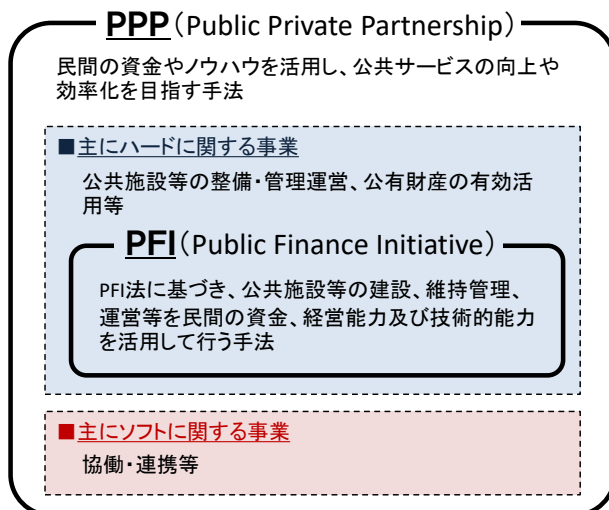 PPP(Public Private Partnership)
民間の資金やノウハウを活用し、公共サービスの向上や
効率化を目指す手法
■主にハードに関する事業
公共施設等の整備・管理運営、公有財産の有効活
用等
PFI(Public Finance Initiative)
PFI法に基づき、公共施設等の建設、維持管理、
運営等を民間の資金、経営能力及び技術的能力
を活用して行う手法
■主にソフトに関する事業
協働・連携等